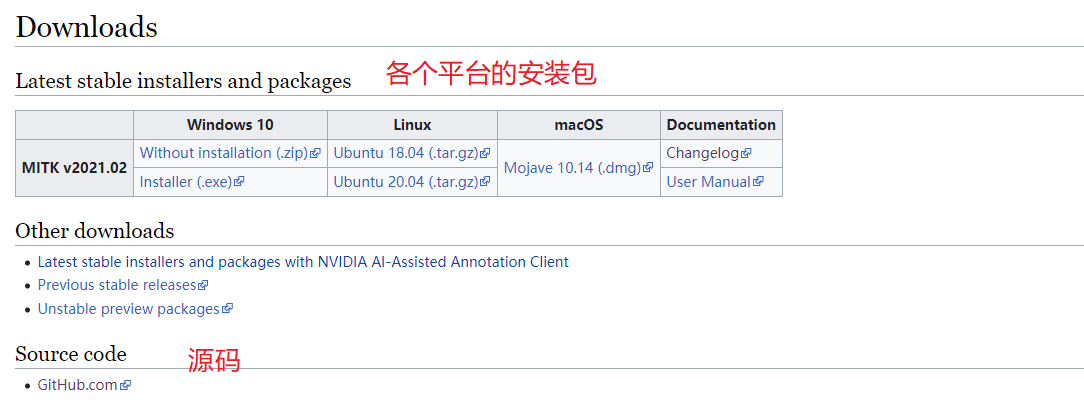 Downloads
Latest stable installers and packages 各个平台的安装包
Windows 10 Linux macOS Documentation
MITK v2021.02 Without installation (.zip) Ubuntu 18.04 (.tar.gz) Mojave 10.14 (.dmg) Changelog
Installer (.exe) Ubuntu 20.04 (.tar.gz) User Manual
Other downloads
Latest stable installers and packages with NVIDIA AI-Assisted Annotation Client
Previous stable releases
Unstable preview packages
Source code 源码
GitHub.com